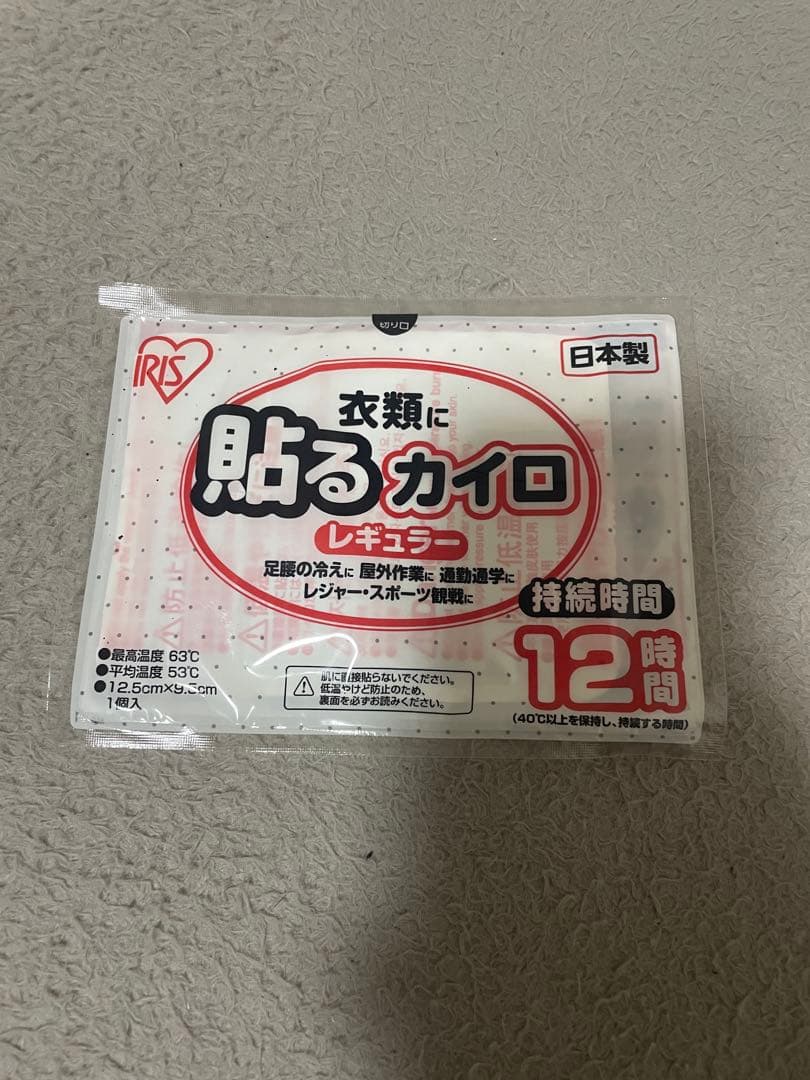 切り口
IRIS
日本製
衣類に
貼るカイロ
レギュラー
足腰の冷えに 屋外作業に 通勤通学に
レジャー・スポーツ観戦に
持続時間
12時間
(40℃以上を保持し、持続する時間)
●最高温度 63℃
●平均温度 53℃
●12.5cm×9.5cm
1個入
肌に直接貼らないでください。
低温やけど防止のため、
裏面を必ずお読みください。